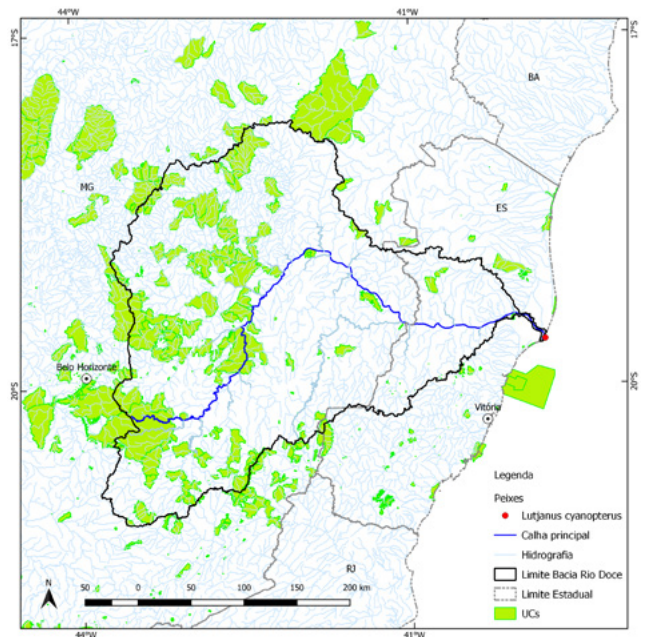 44°W
41°W
17°S
17°S
BA
MG
ES
Belo Horizonte
20°S
20°S
Vitória
Legenda
Peixes
Lutjanus cyanopterus
Calha principal
Hidrografia
Limite Bacia Rio Doce
Limite Estadual
UCs
RJ
N
50 0 50 100 150 200 km
44°W
41°W